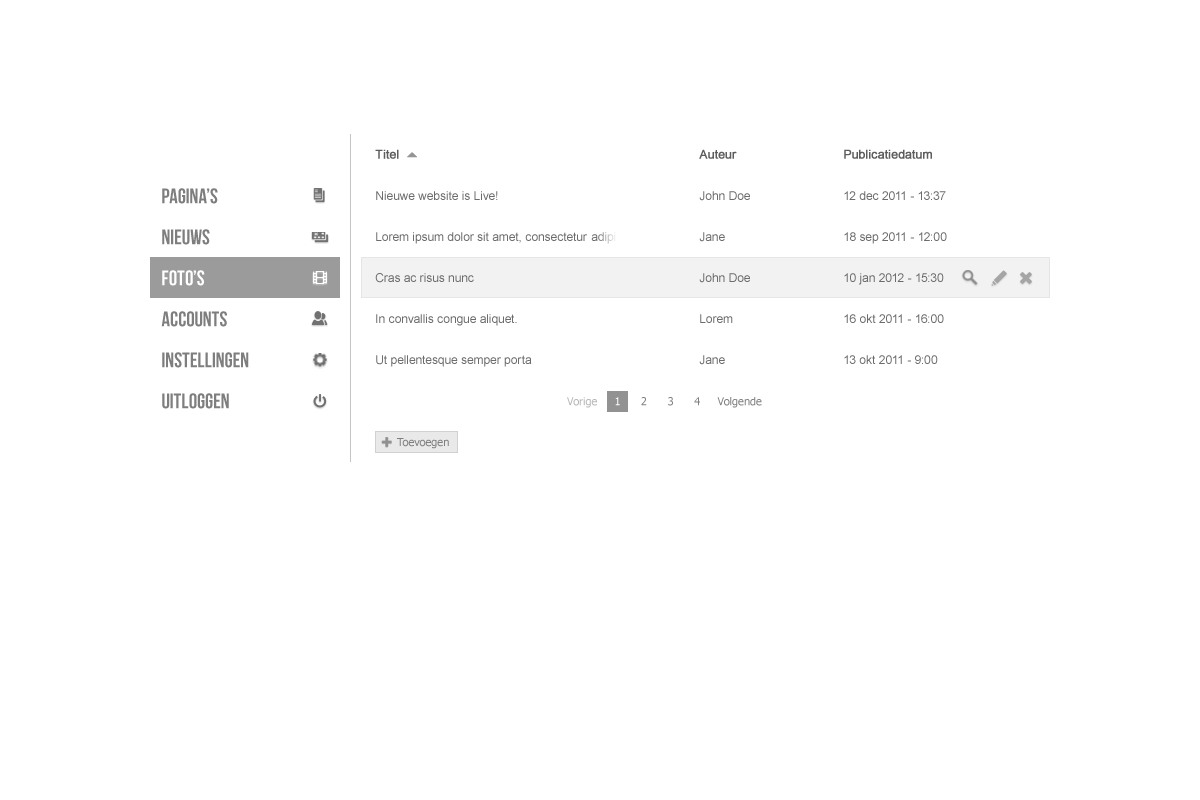 Titel Auteur Publicatiedatum
PAGINA'S Nieuwe website is Live! John Doe 12 dec 2011 - 13:37
NIEUWS Lorem ipsum dolor sit amet, consectetur adipi Jane 18 sep 2011 - 12:00
FOTO'S Cras ac risus nunc John Doe 10 jan 2012 - 15:30
ACCOUNTS In convallis congue aliquet. Lorem 16 okt 2011 - 16:00
INSTELLINGEN Ut pellentesque semper porta Jane 13 okt 2011 - 9:00
UITLOGGEN Vorige 1 2 3 4 Volgende
Toevoegen